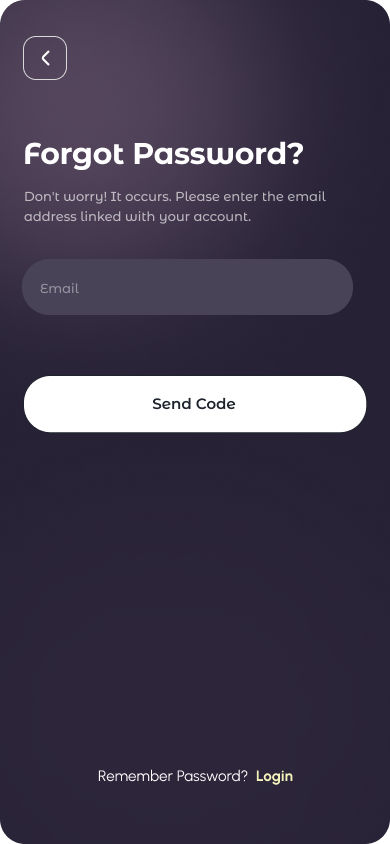 Forgot Password?
Don't worry! It occurs. Please enter the email
address linked with your account.
Email
Send Code
Remember Password? Login